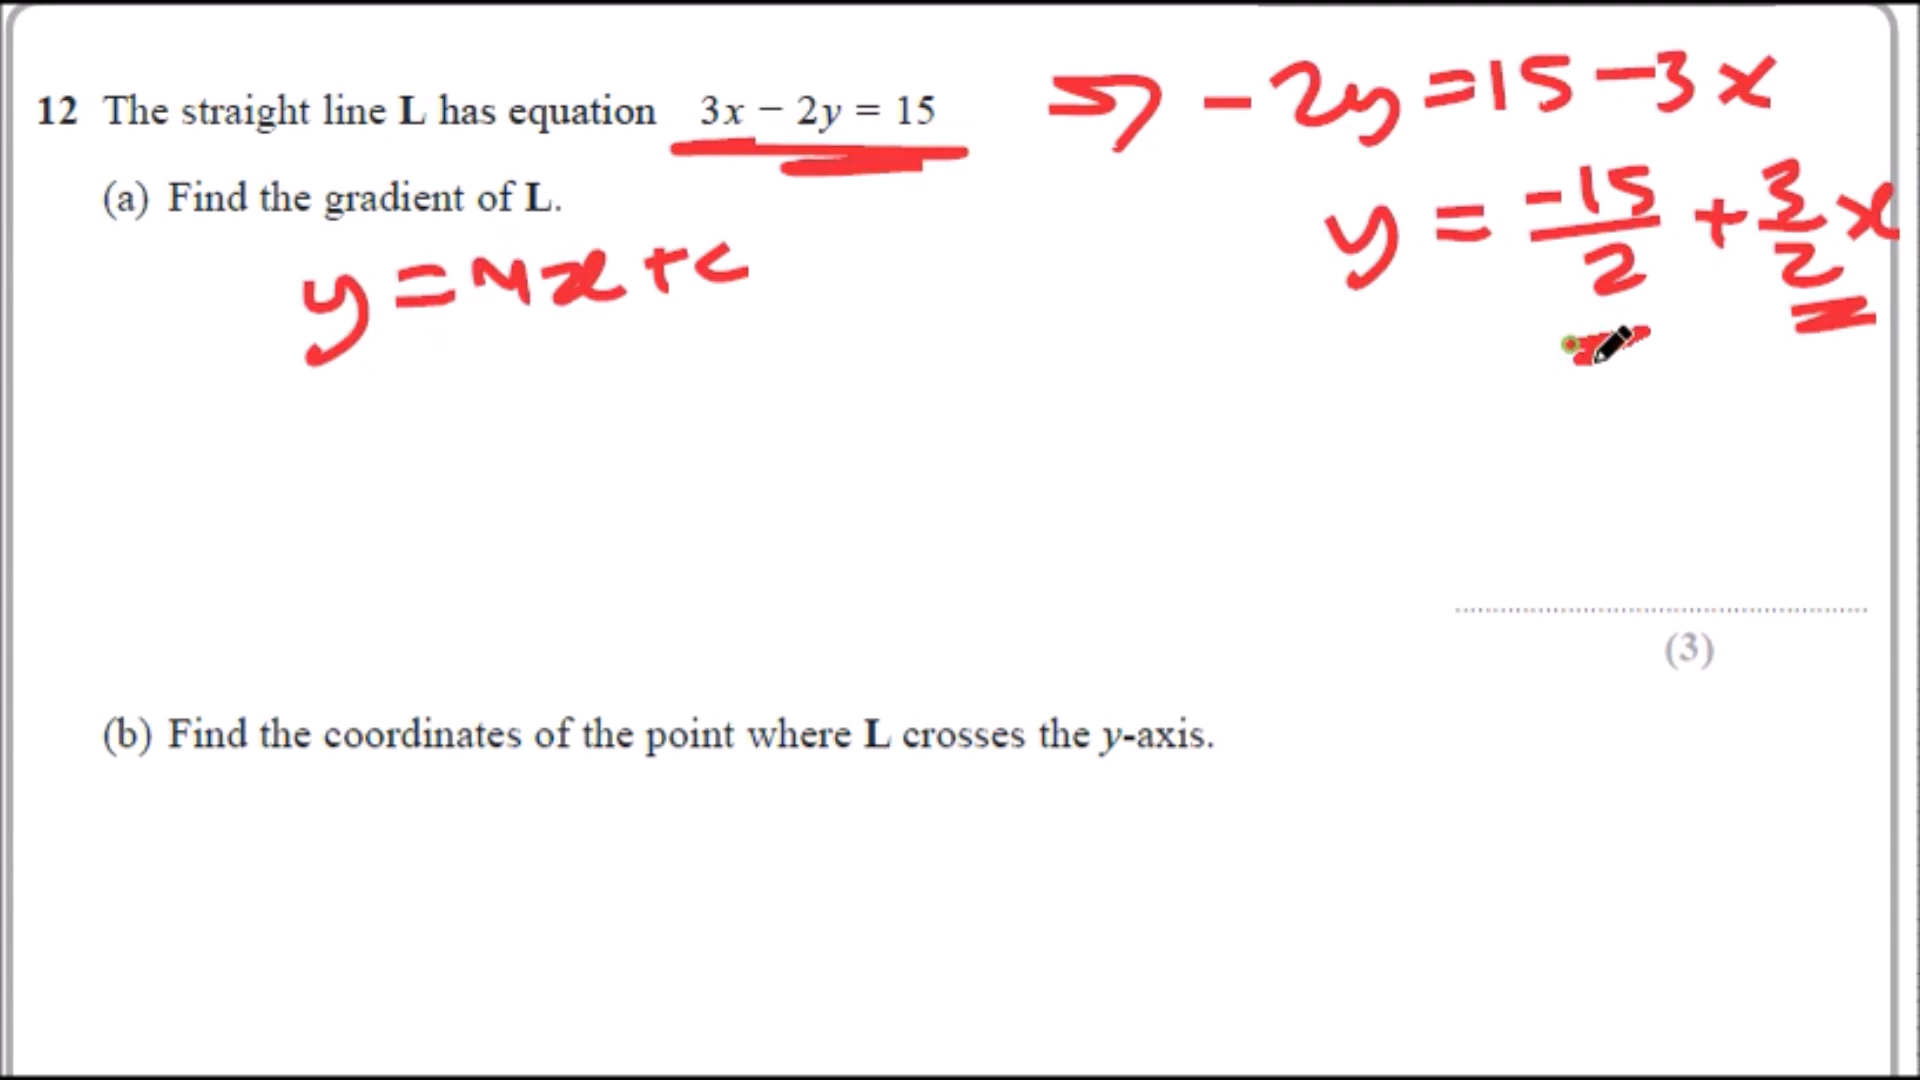 12 The straight line L has equation 3x − 2y = 15
⇒ -2y = 15 - 3x
(a) Find the gradient of L.
y = -15/2 + 3/2 x
y = mx + c
(3)
(b) Find the coordinates of the point where L crosses the y-axis.